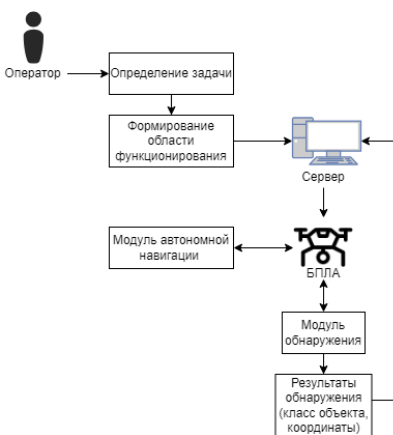 Оператор
Определение задачи
Формирование
области
функционирования
Сервер
Модуль автономной
навигации
БПЛА
Модуль
обнаружения
Результаты
обнаружения
(класс объекта,
координаты)